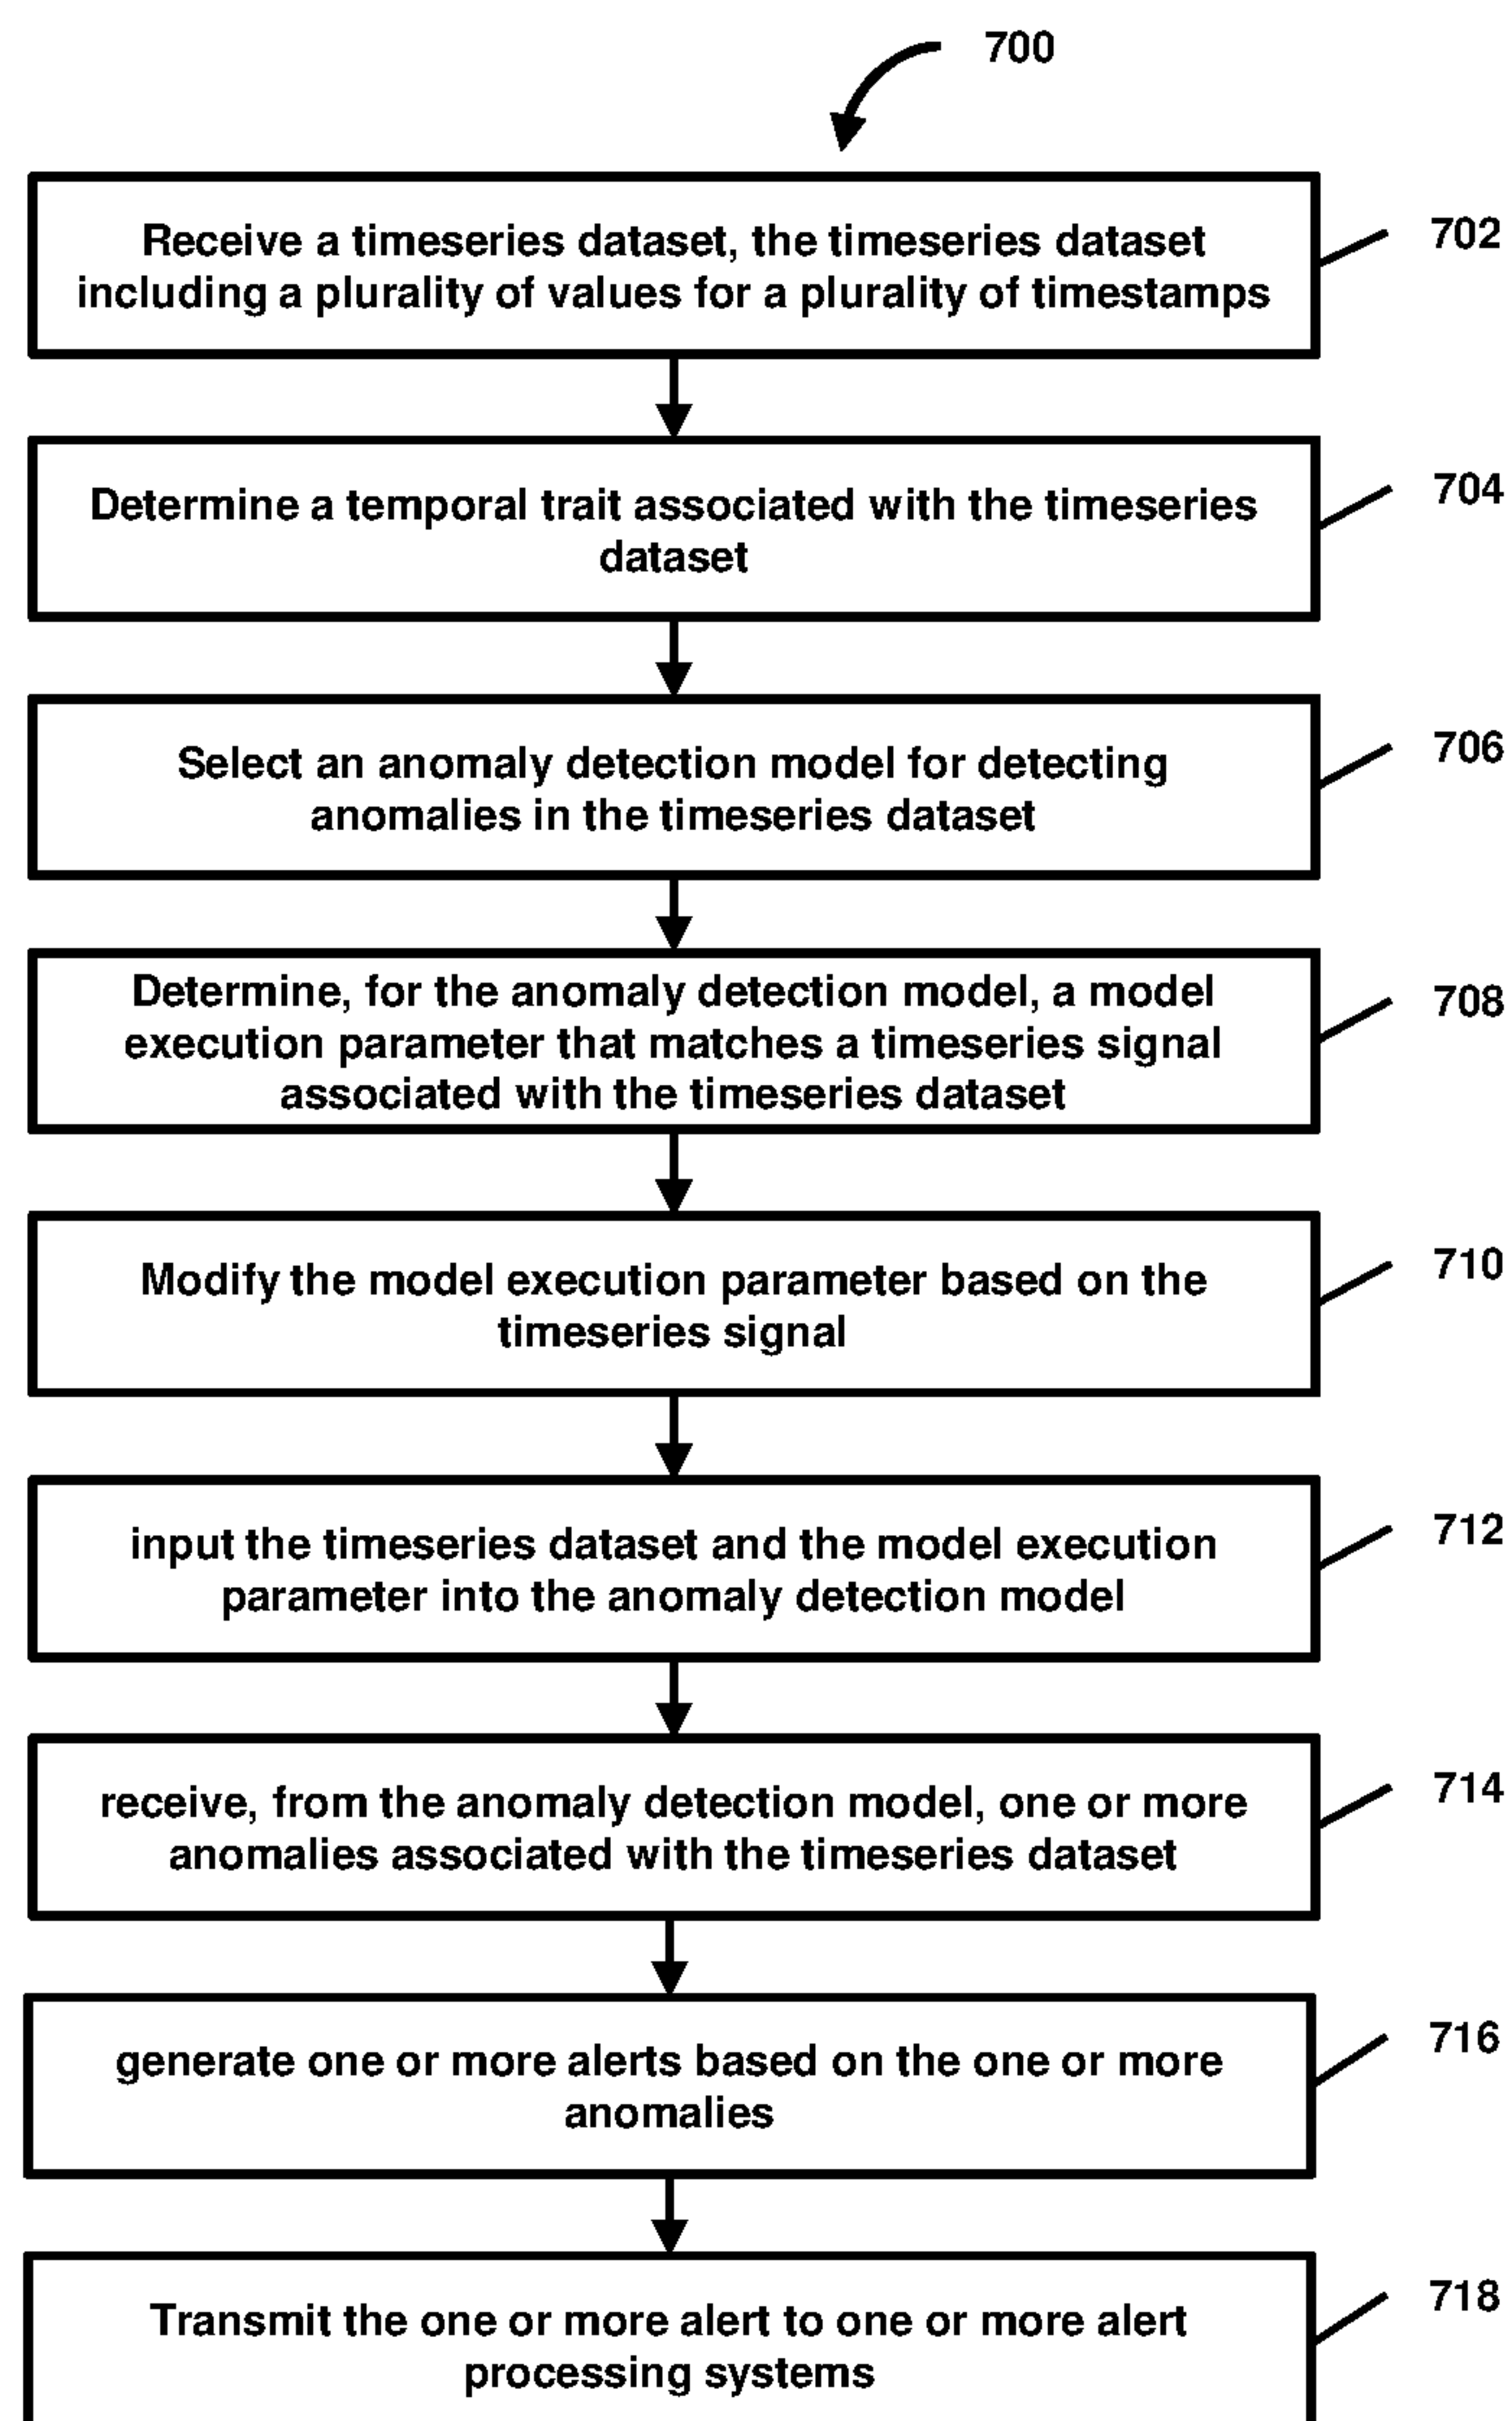 700
Receive a timeseries dataset, the timeseries dataset
including a plurality of values for a plurality of timestamps
702
Determine a temporal trait associated with the timeseries
dataset
704
Select an anomaly detection model for detecting
anomalies in the timeseries dataset
706
Determine, for the anomaly detection model, a model
execution parameter that matches a timeseries signal
associated with the timeseries dataset
708
Modify the model execution parameter based on the
timeseries signal
710
input the timeseries dataset and the model execution
parameter into the anomaly detection model
712
receive, from the anomaly detection model, one or more
anomalies associated with the timeseries dataset
714
generate one or more alerts based on the one or more
anomalies
716
Transmit the one or more alert to one or more alert
processing systems
718